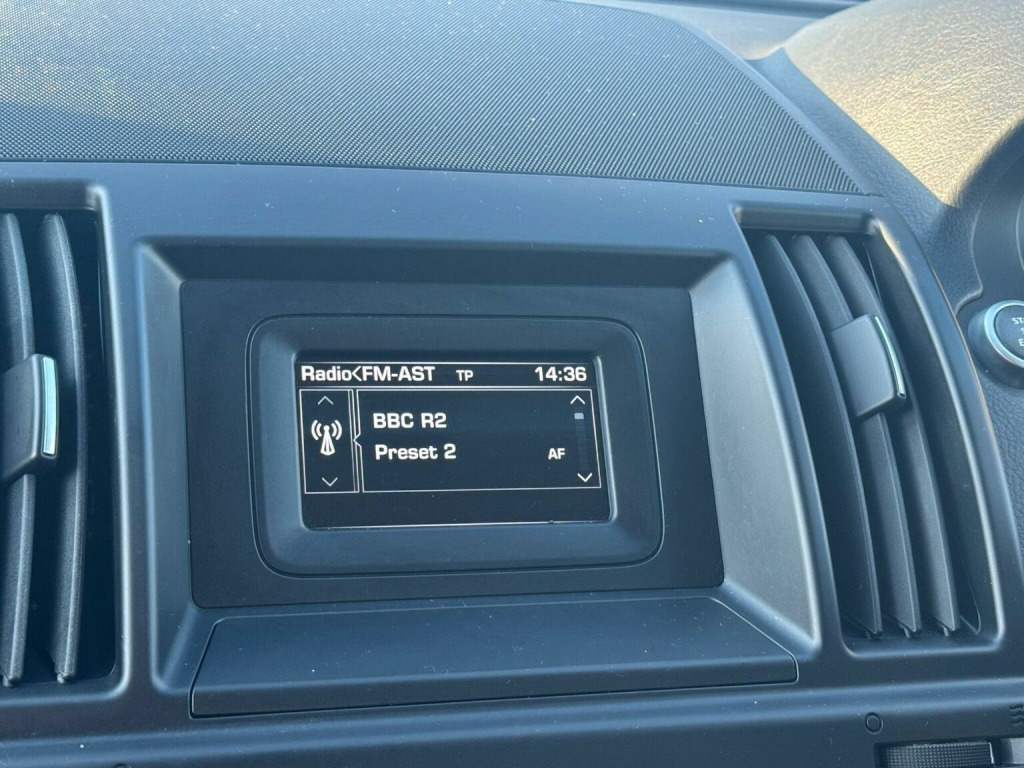 Radio<FM-AST TP 14:36
BBC R2
Preset 2 AF